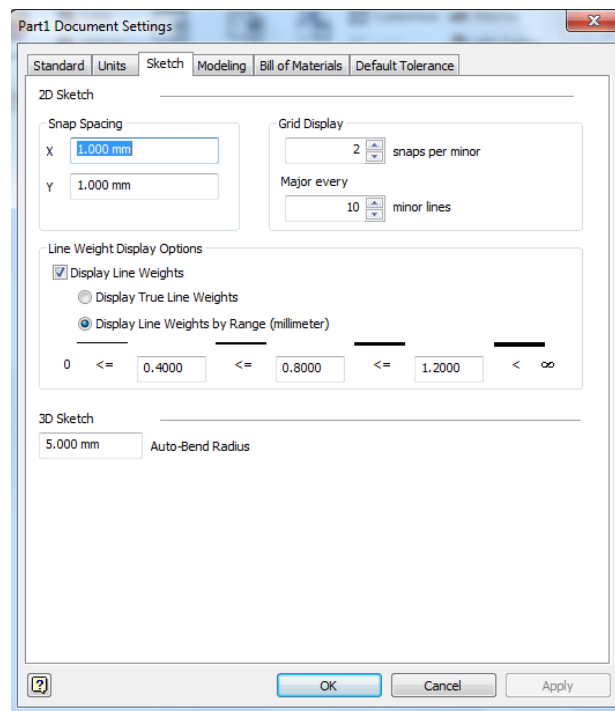 Part1 Document Settings
x
Standard Units Sketch Modeling Bill of Materials Default Tolerance
2D Sketch
Snap Spacing
X 1.000 mm
Y 1.000 mm
Grid Display
2 snaps per minor
Major every
10 minor lines
Line Weight Display Options
Display Line Weights
Display True Line Weights
Display Line Weights by Range (millimeter)
0 <= 0.4000 <= 0.8000 <= 1.2000 < ∞
3D Sketch
5.000 mm Auto-Bend Radius
? OK Cancel Apply